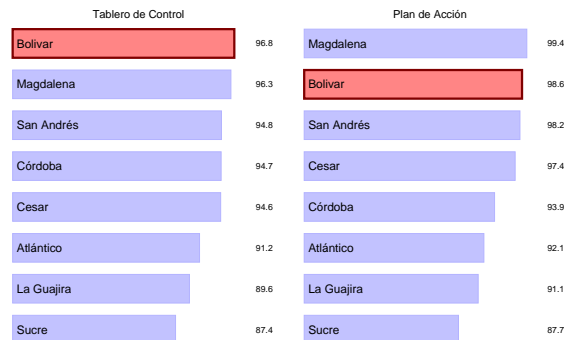 Tablero de Control
Bolivar 96.8
Magdalena 96.3
San Andrés 94.8
Córdoba 94.7
Cesar 94.6
Atlántico 91.2
La Guajira 89.6
Sucre 87.4
Plan de Acción
Magdalena 99.4
Bolivar 98.6
San Andrés 98.2
Cesar 97.4
Córdoba 93.9
Atlántico 92.1
La Guajira 91.1
Sucre 87.7